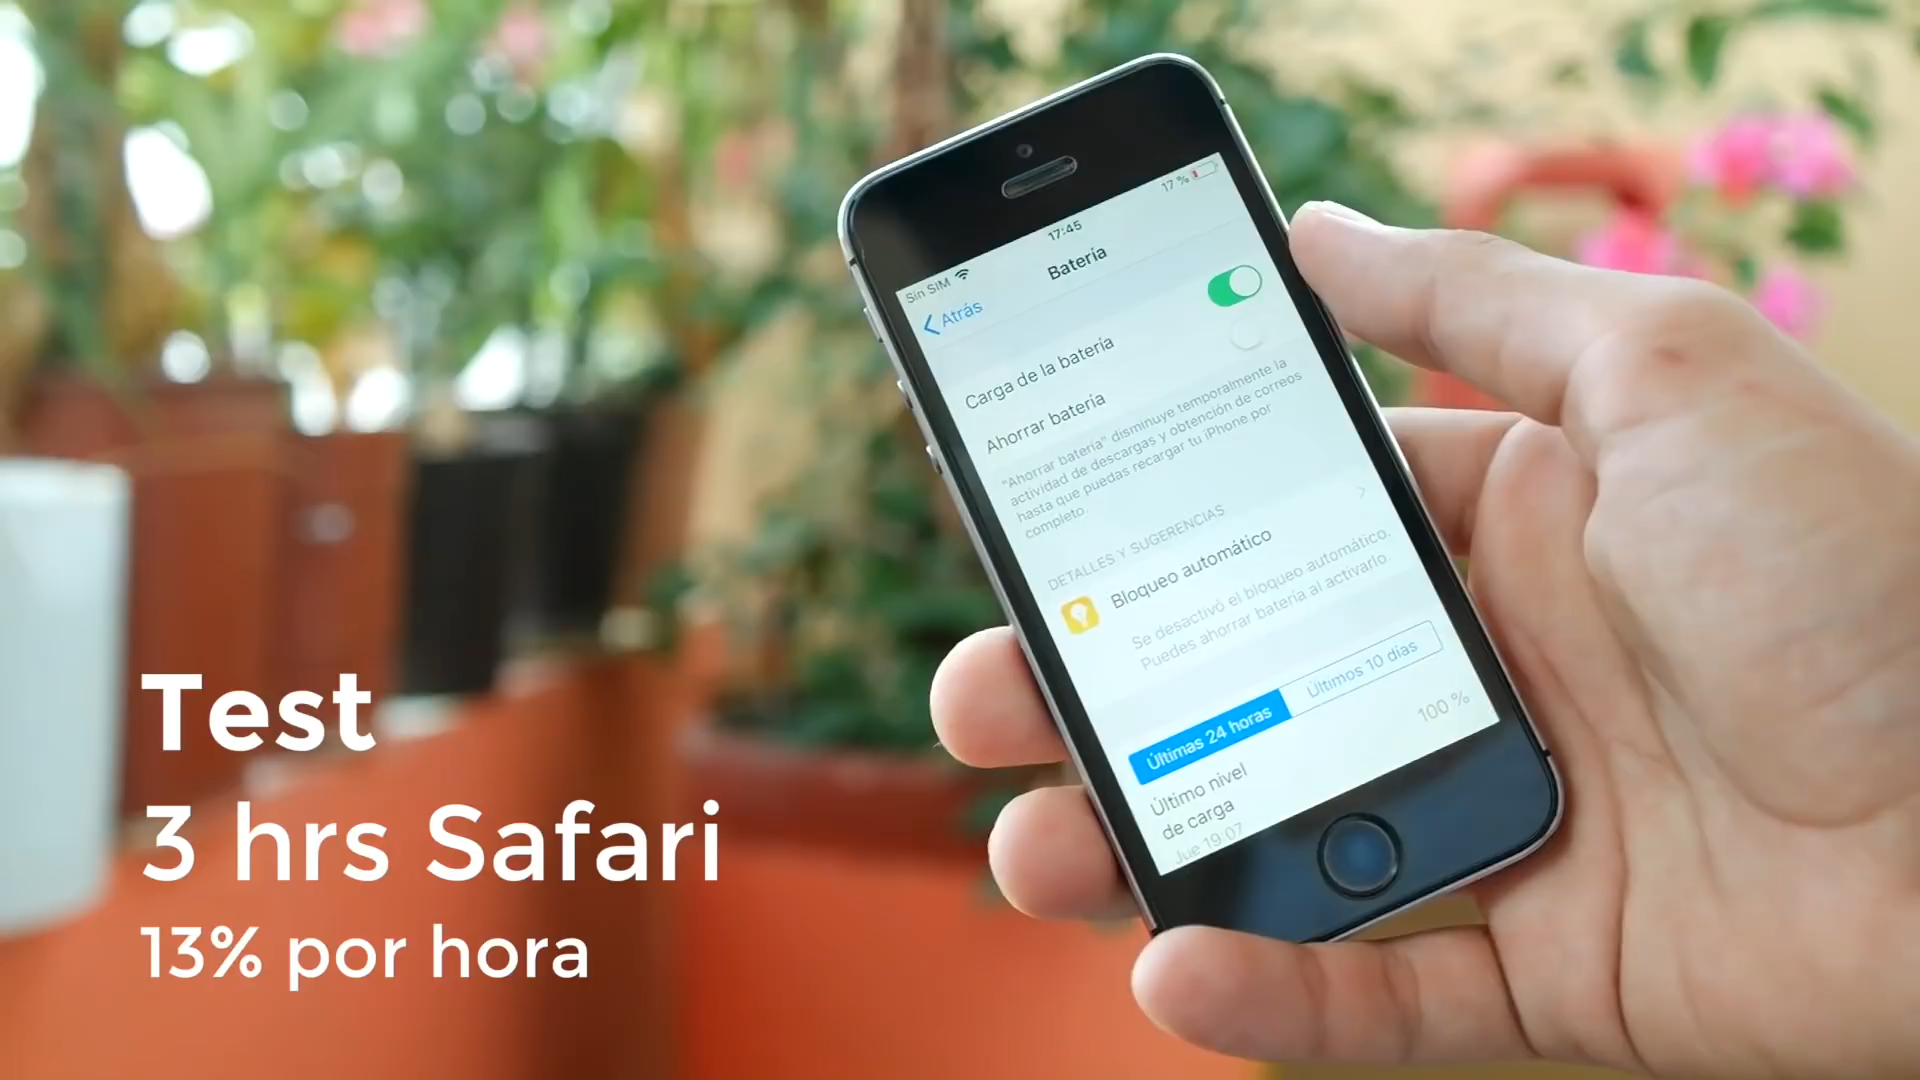 Sin SIM
17:45
17 %
Atrás
Batería
Carga de la batería
Ahorrar batería
"Ahorrar batería" disminuye temporalmente la
actividad de descargas y obtención de correos
hasta que puedas recargar tu iPhone por
completo.
DETALLES Y SUGERENCIAS
Bloqueo automático
Se desactivó el bloqueo automático.
Puedes ahorrar batería al activarlo.
Últimas 24 horas
Últimos 10 días
Último nivel
de carga
100 %
Jue 19:07
Test
3 hrs Safari
13% por hora